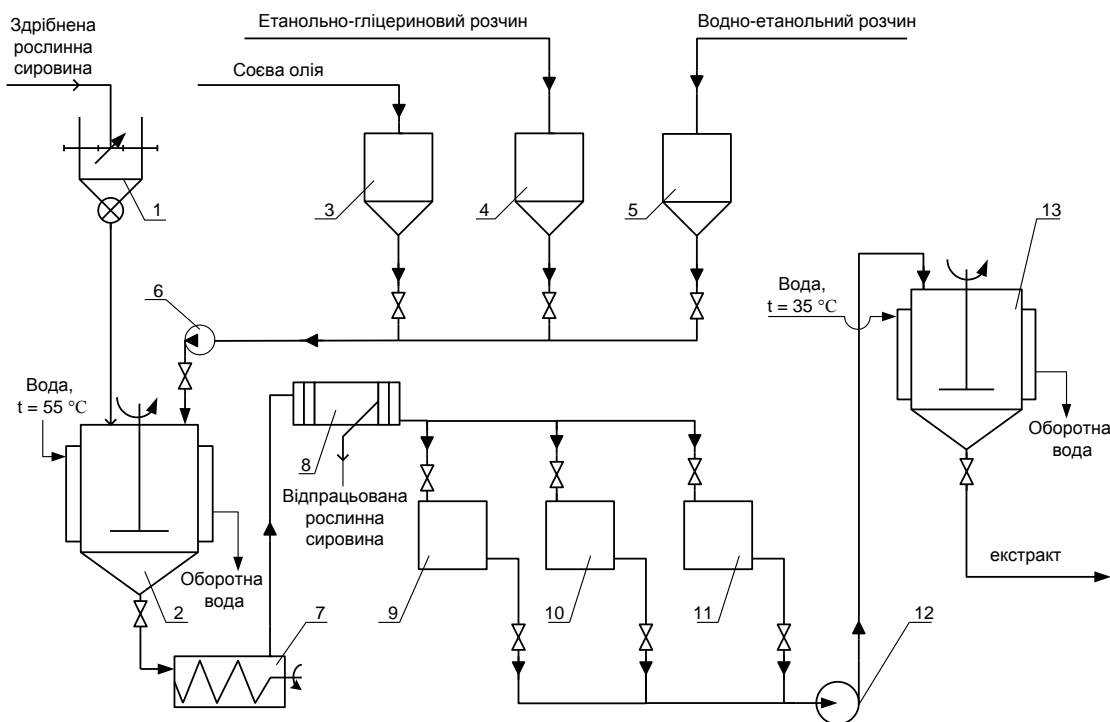 Етанольно-гліцериновий розчин
Водно-етанольний розчин
Здрібнена
рослинна
сировина
Соєва олія
1
3
4
5
13
6
Вода,
t = 35 °C
Вода,
t = 55 °C
8
Відпрацьована
рослинна
сировина
Оборотна
вода
екстракт
Оборотна
вода
2
7
9
10
11
12